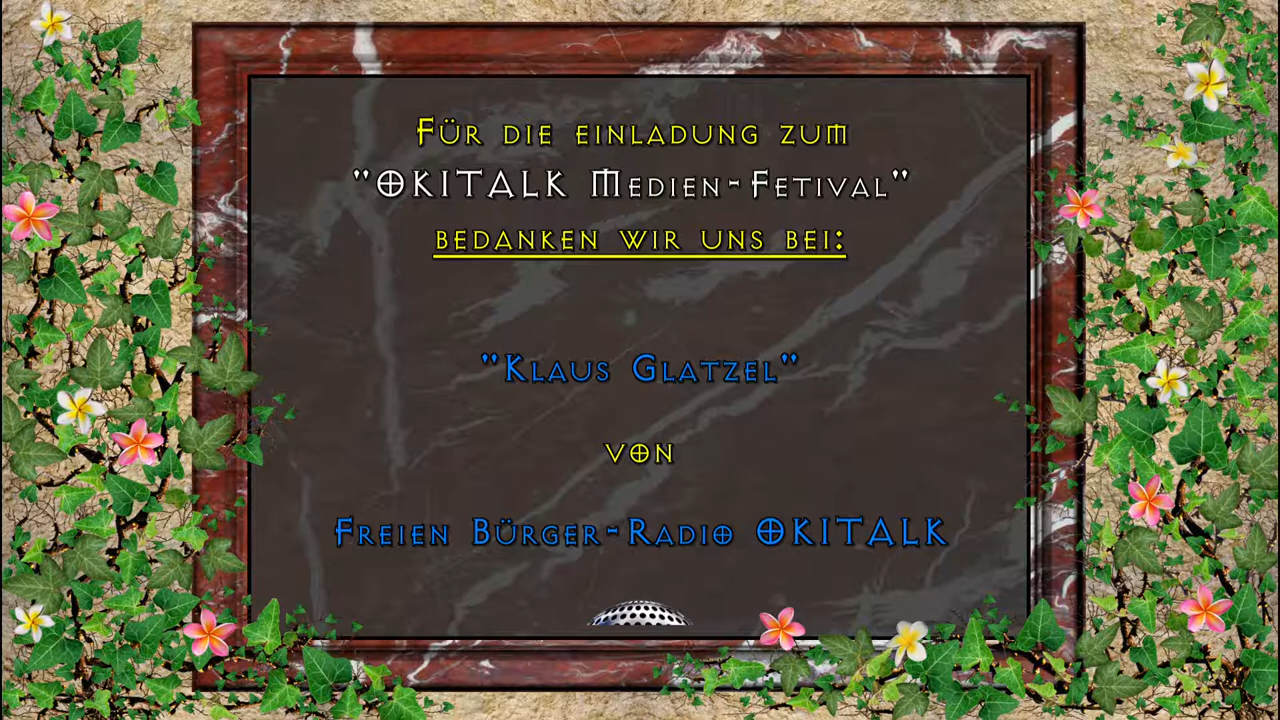 Für die einladung zum
"OKITALK Medien-Fetival"
bedanken wir uns bei:
"Klaus Glatzel"
von
Freien Bürger-Radio OKITALK